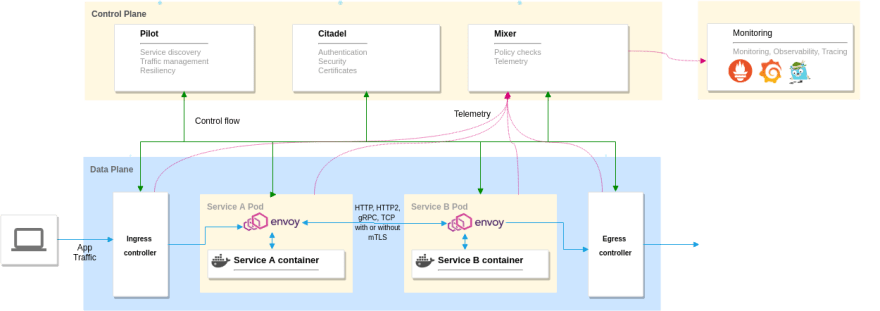 Control Plane
Pilot
Service discovery
Traffic management
Resiliency
Citadel
Authentication
Security
Certificates
Mixer
Policy checks
Telemetry
Monitoring
Monitoring, Observability, Tracing
Control flow
Telemetry
Data Plane
App
Traffic
Ingress
controller
Service A Pod
envoy
Service A container
HTTP, HTTP2,
gRPC, TCP
with or without
mTLS
Service B Pod
envoy
Service B container
Egress
controller